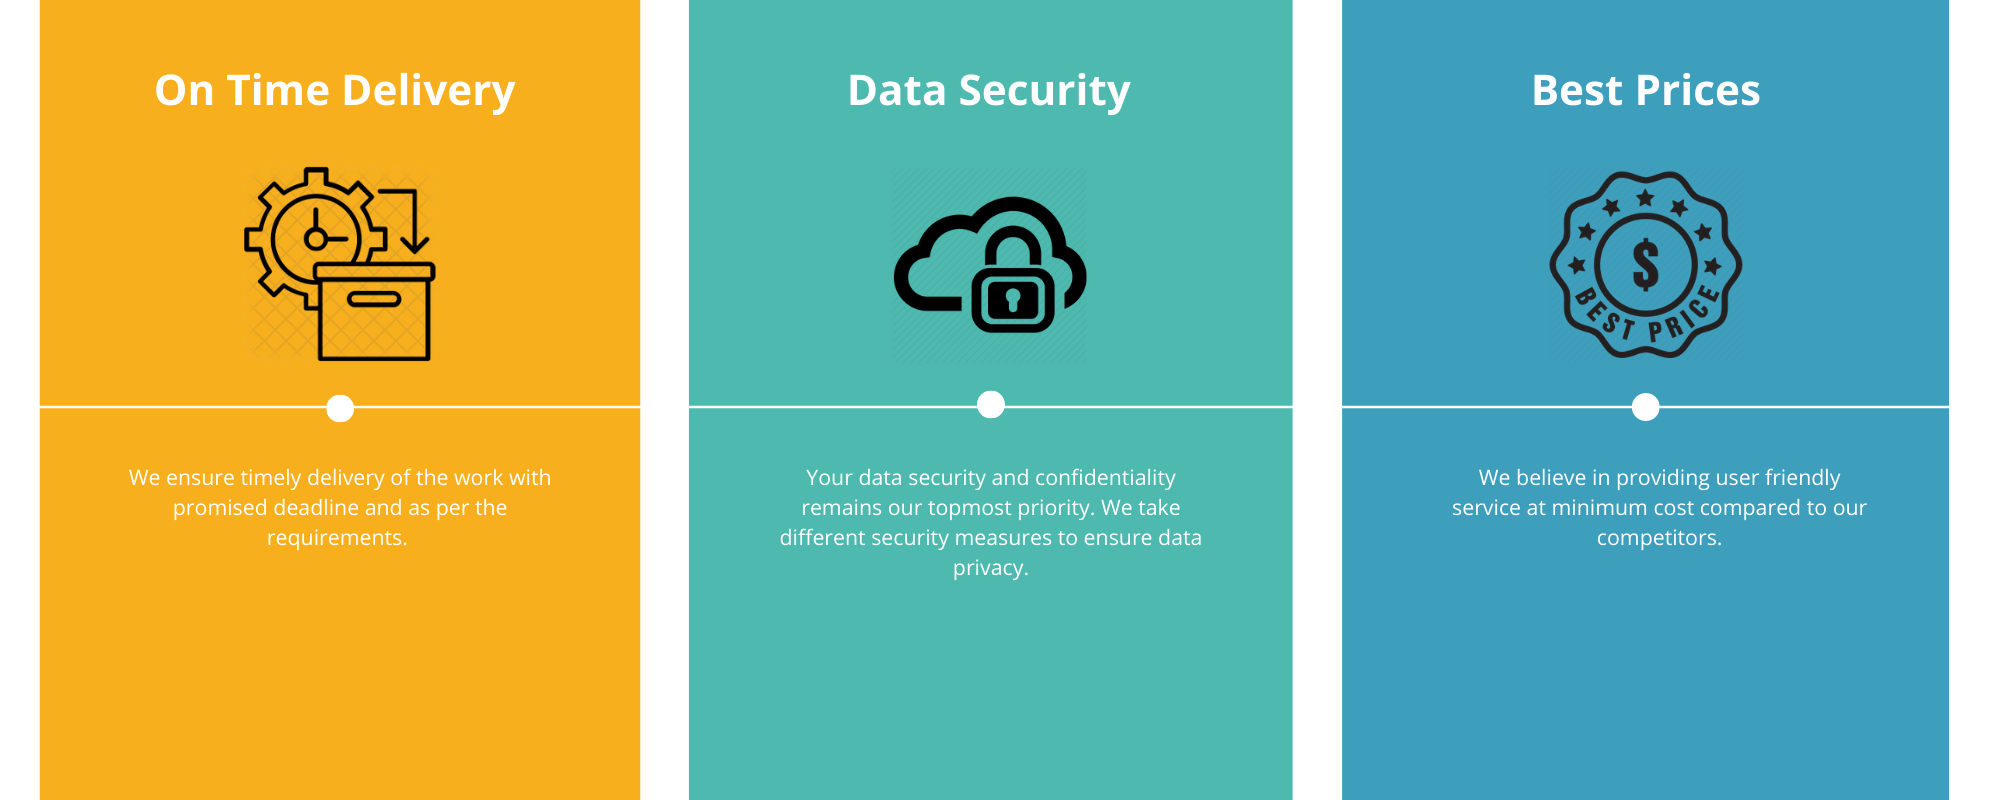 On Time Delivery
We ensure timely delivery of the work with
promised deadline and as per the
requirements.
Data Security
Your data security and confidentiality
remains our topmost priority. We take
different security measures to ensure data
privacy.
Best Prices
$
BEST PRICE
We believe in providing user friendly
service at minimum cost compared to our
competitors.